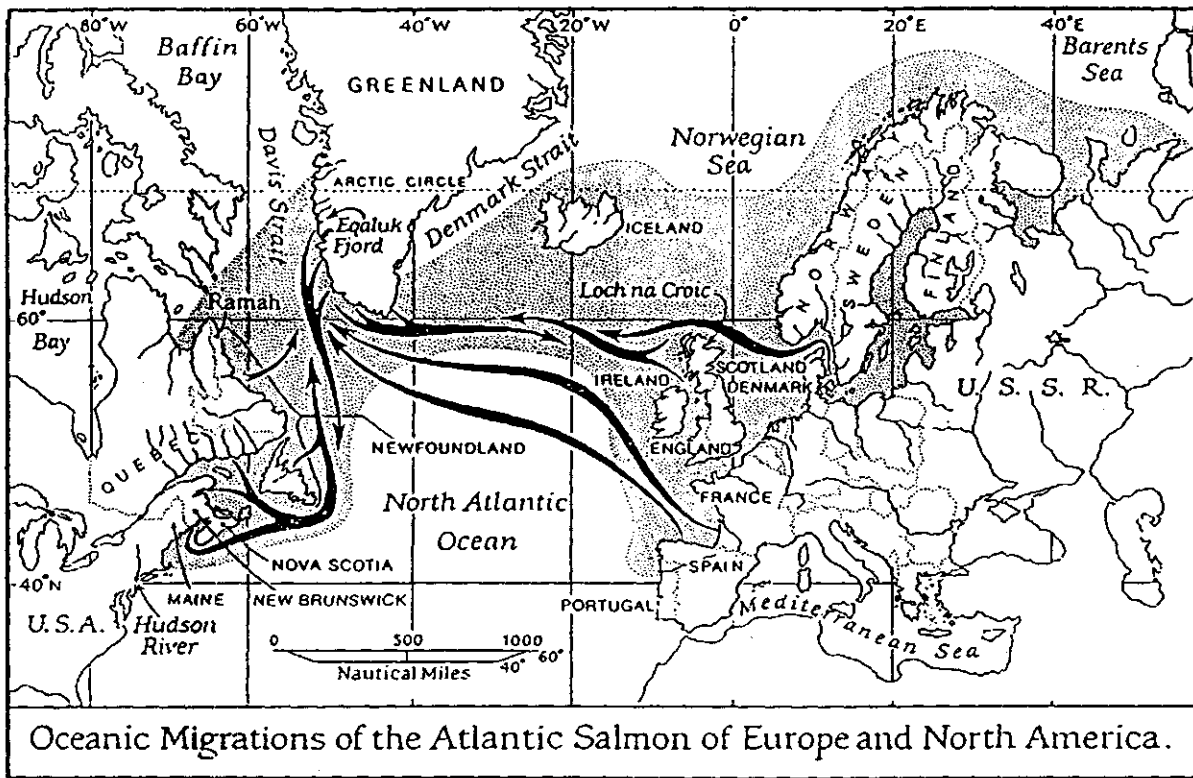 80°W
60°W
40°W
20°W
0°
20°E
40°E
Baffin
Bay
GREENLAND
Barents
Sea
Davis Strait
Norwegian
Sea
Denmark Strait
ARCTIC CIRCLE
Eqaluk
Fjord
ICELAND
NORWAY
SWEDEN
FINLAND
Hudson
Bay
60°
Ramah
Loch na Croic
IRELAND
SCOTLAND
DENMARK
U.S.S.R.
QUEBEC
NEWFOUNDLAND
ENGLAND
North Atlantic
Ocean
FRANCE
NOVA SCOTIA
SPAIN
40°N
MAINE
NEW BRUNSWICK
PORTUGAL
Mediterranean Sea
U.S.A.
Hudson
River
0 500 1000
40° 60°
Nautical Miles
Oceanic Migrations of the Atlantic Salmon of Europe and North America.